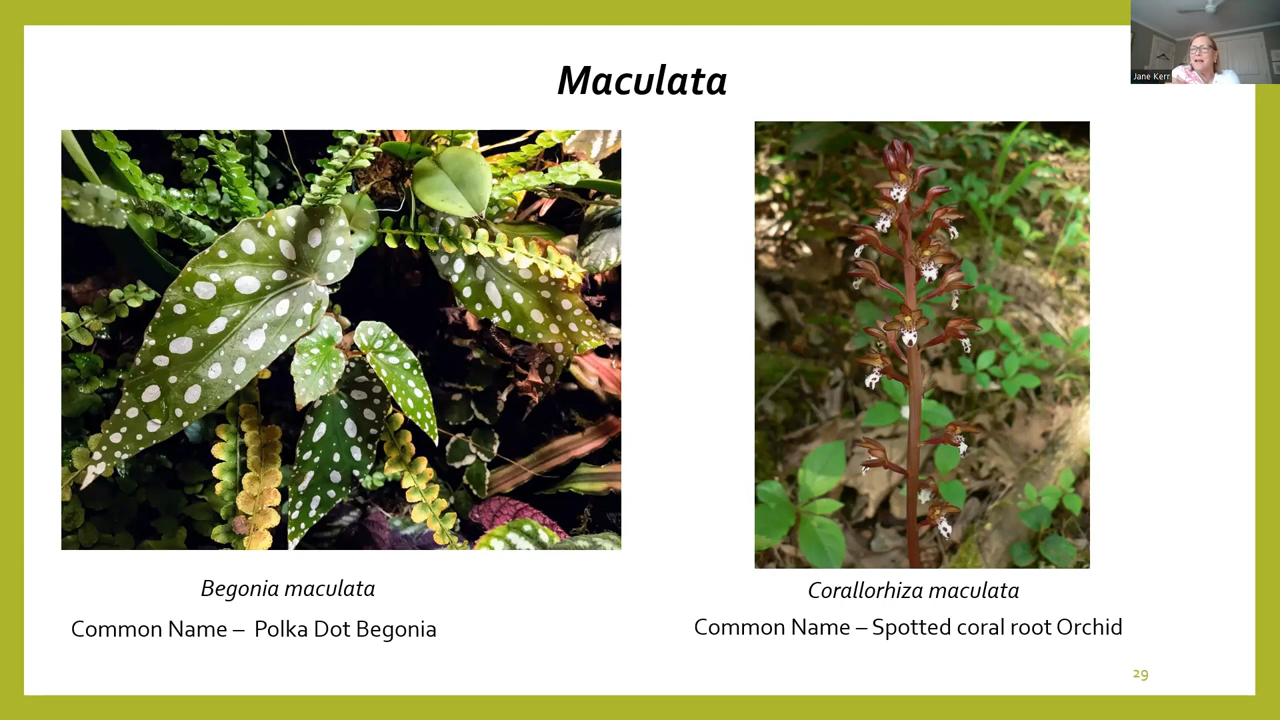 Maculata
Jane Kerr
Begonia maculata
Common Name – Polka Dot Begonia
Corallorhiza maculata
Common Name – Spotted coral root Orchid
29